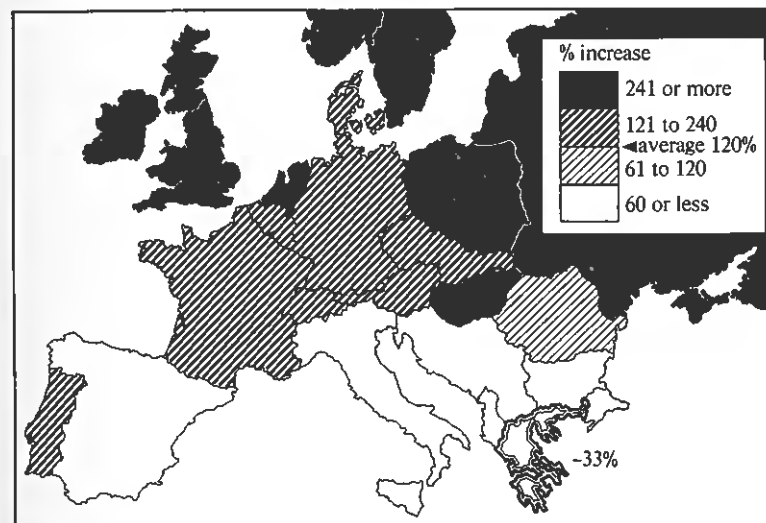 % increase
241 or more
121 to 240
◄average 120%
61 to 120
60 or less
-33%